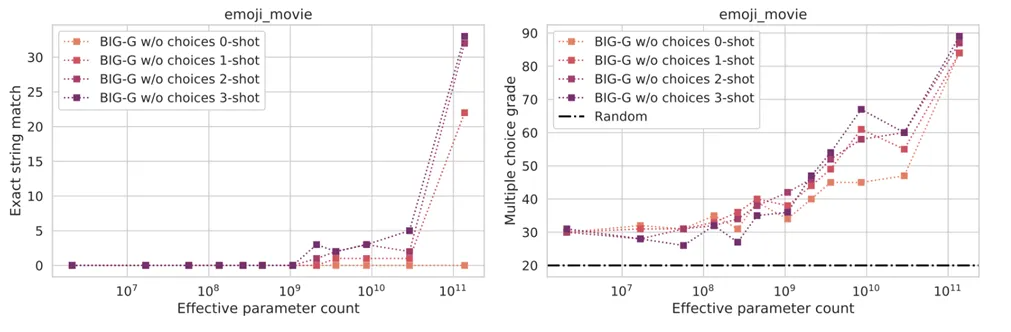 emoji_movie
BIG-G w/o choices 0-shot
BIG-G w/o choices 1-shot
BIG-G w/o choices 2-shot
BIG-G w/o choices 3-shot
Exact string match
30
25
20
15
10
5
0
10⁷ 10⁸ 10⁹ 10¹⁰ 10¹¹
Effective parameter count
emoji_movie
BIG-G w/o choices 0-shot
BIG-G w/o choices 1-shot
BIG-G w/o choices 2-shot
BIG-G w/o choices 3-shot
Random
Multiple choice grade
90
80
70
60
50
40
30
20
10⁷ 10⁸ 10⁹ 10¹⁰ 10¹¹
Effective parameter count